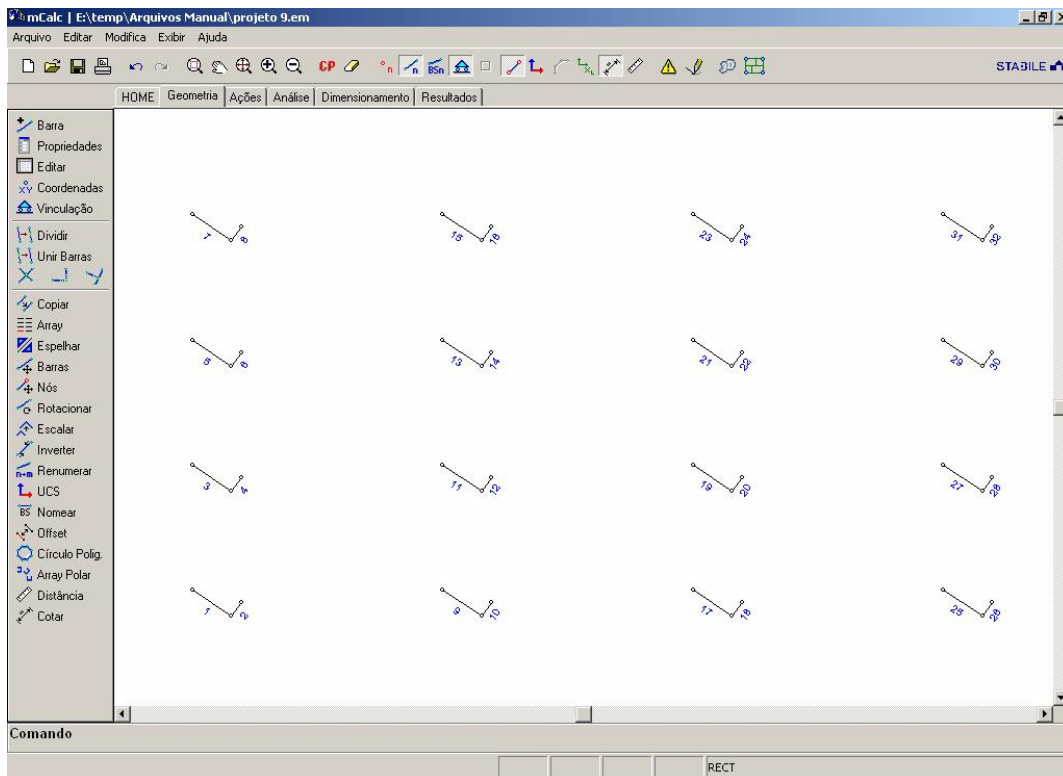 mCalc | E:\temp\Arquivos Manual\projeto 9.em
Arquivo Editar Modifica Exibir Ajuda
CP n n BSn XL STABILE
HOME Geometria Ações Análise Dimensionamento Resultados
Barra
Propriedades
Editar
XY Coordenadas
Vinculação
Dividir
Unir Barras
Copiar
Array
Espelhar
Barras
Nós
Rotacionar
Escalar
Inverter
n→m Renumerar
UCS
BS Nomear
Offset
Círculo Polig.
Array Polar
Distância
Cotar
7 8 15 16 23 24 31 32
5 6 13 14 21 22 29 30
3 4 11 12 19 20 27 28
1 2 9 10 17 18 25 26
Comando
RECT